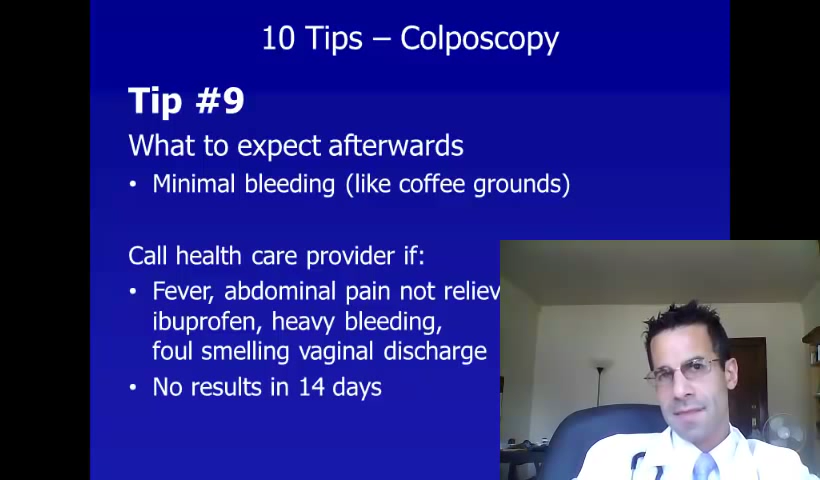 10 Tips – Colposcopy
Tip #9
What to expect afterwards
• Minimal bleeding (like coffee grounds)
Call health care provider if:
• Fever, abdominal pain not reliev
ibuprofen, heavy bleeding,
foul smelling vaginal discharge
• No results in 14 days